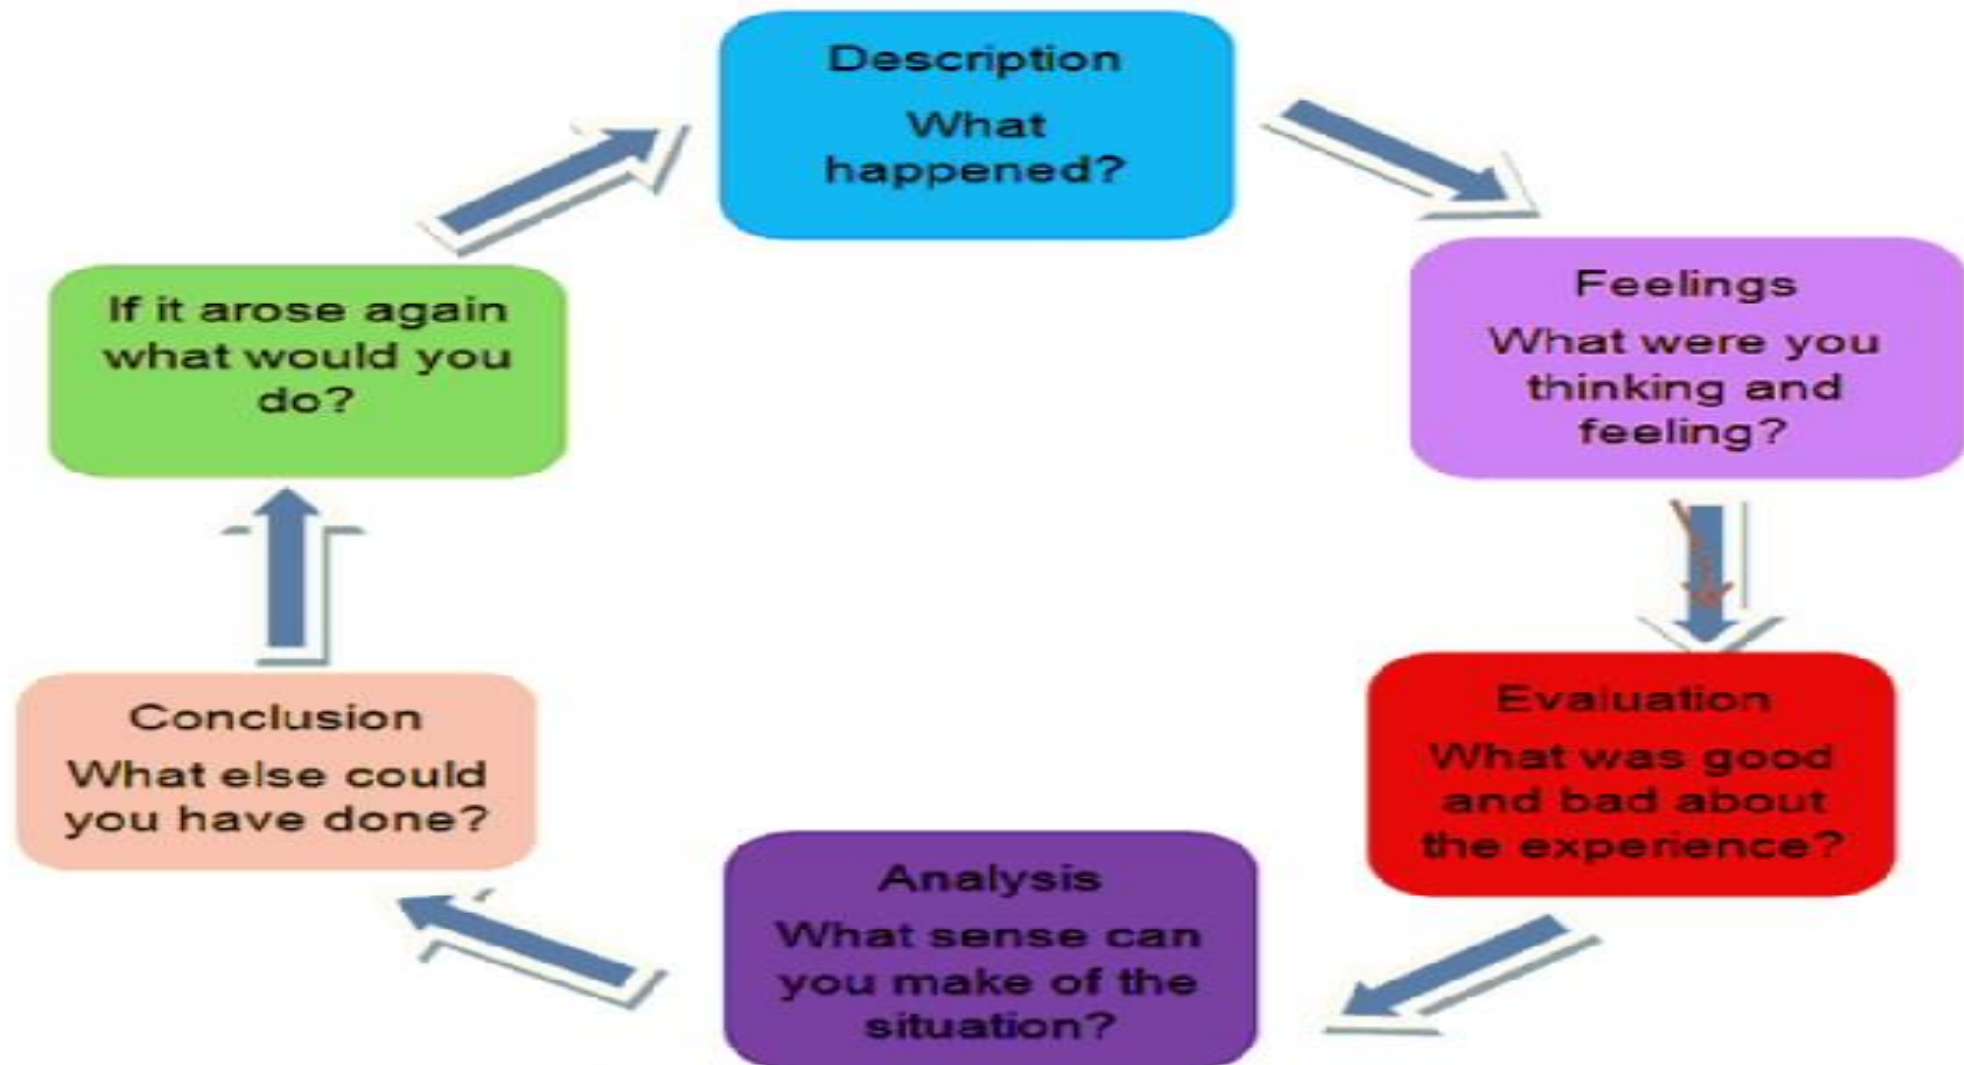 Description
What
happened?
Feelings
What were you
thinking and
feeling?
Evaluation
What was good
and bad about
the experience?
Analysis
What sense can
you make of the
situation?
Conclusion
What else could
you have done?
If it arose again
what would you
do?